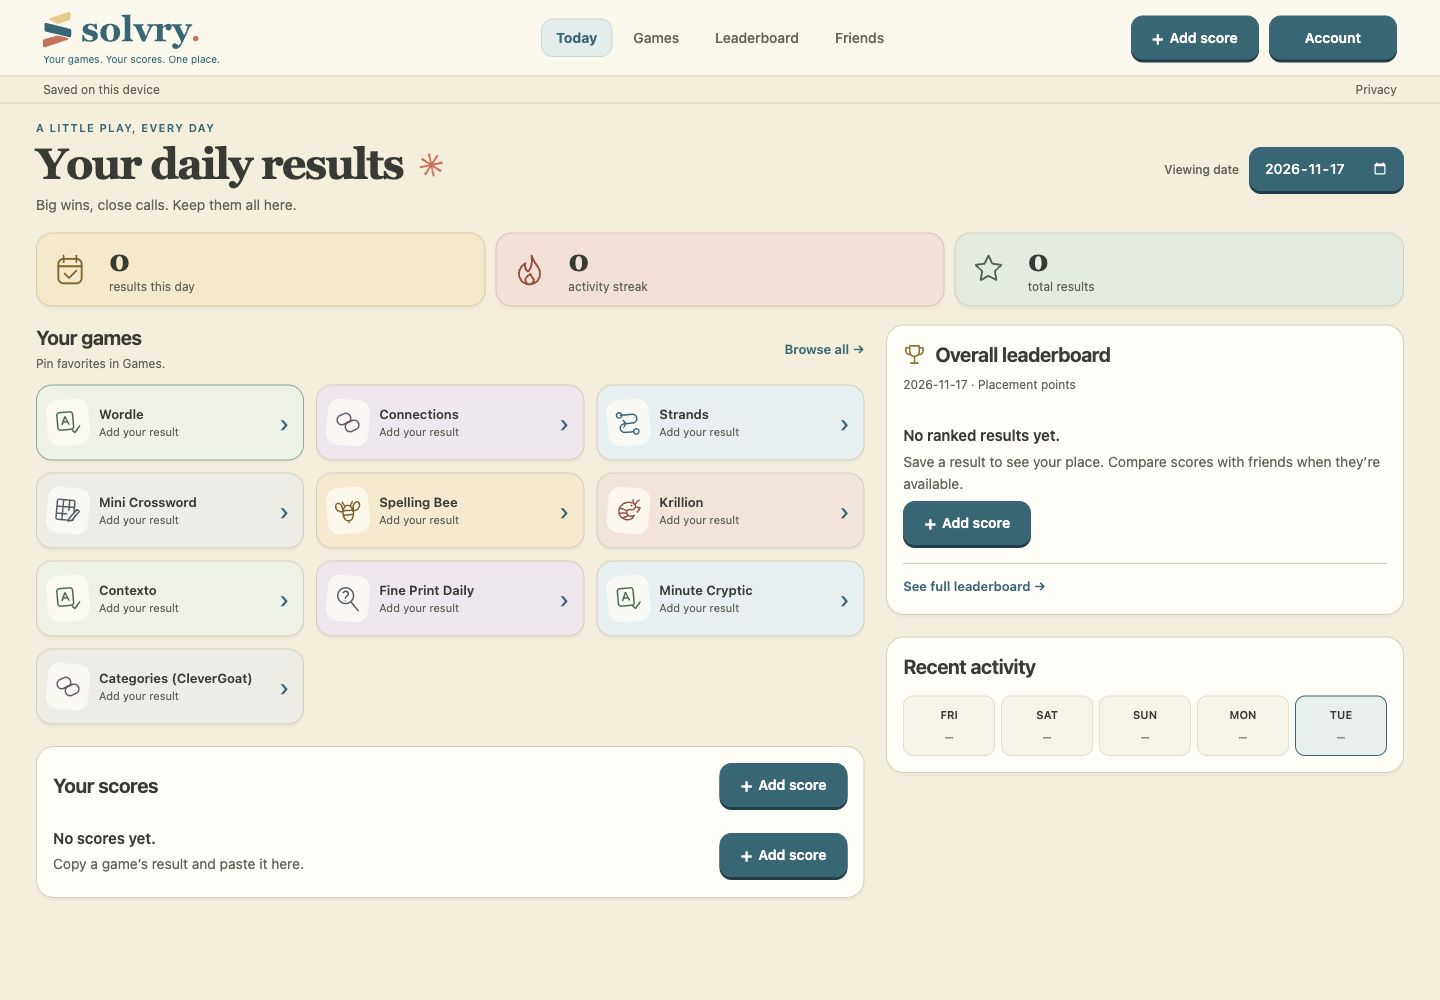 solvry.
Your games. Your scores. One place.
Today
Games
Leaderboard
Friends
+ Add score
Account
Saved on this device
Privacy
A LITTLE PLAY, EVERY DAY
Your daily results
Big wins, close calls. Keep them all here.
Viewing date
2026-11-17
0
results this day
0
activity streak
0
total results
Your games
Pin favorites in Games.
Browse all →
Wordle
Add your result
Connections
Add your result
Strands
Add your result
Mini Crossword
Add your result
Spelling Bee
Add your result
Krillion
Add your result
Contexto
Add your result
Fine Print Daily
Add your result
Minute Cryptic
Add your result
Categories (CleverGoat)
Add your result
Your scores
+ Add score
No scores yet.
Copy a game’s result and paste it here.
+ Add score
Overall leaderboard
2026-11-17 · Placement points
No ranked results yet.
Save a result to see your place. Compare scores with friends when they’re
available.
+ Add score
See full leaderboard →
Recent activity
FRI
–
SAT
–
SUN
–
MON
–
TUE
–